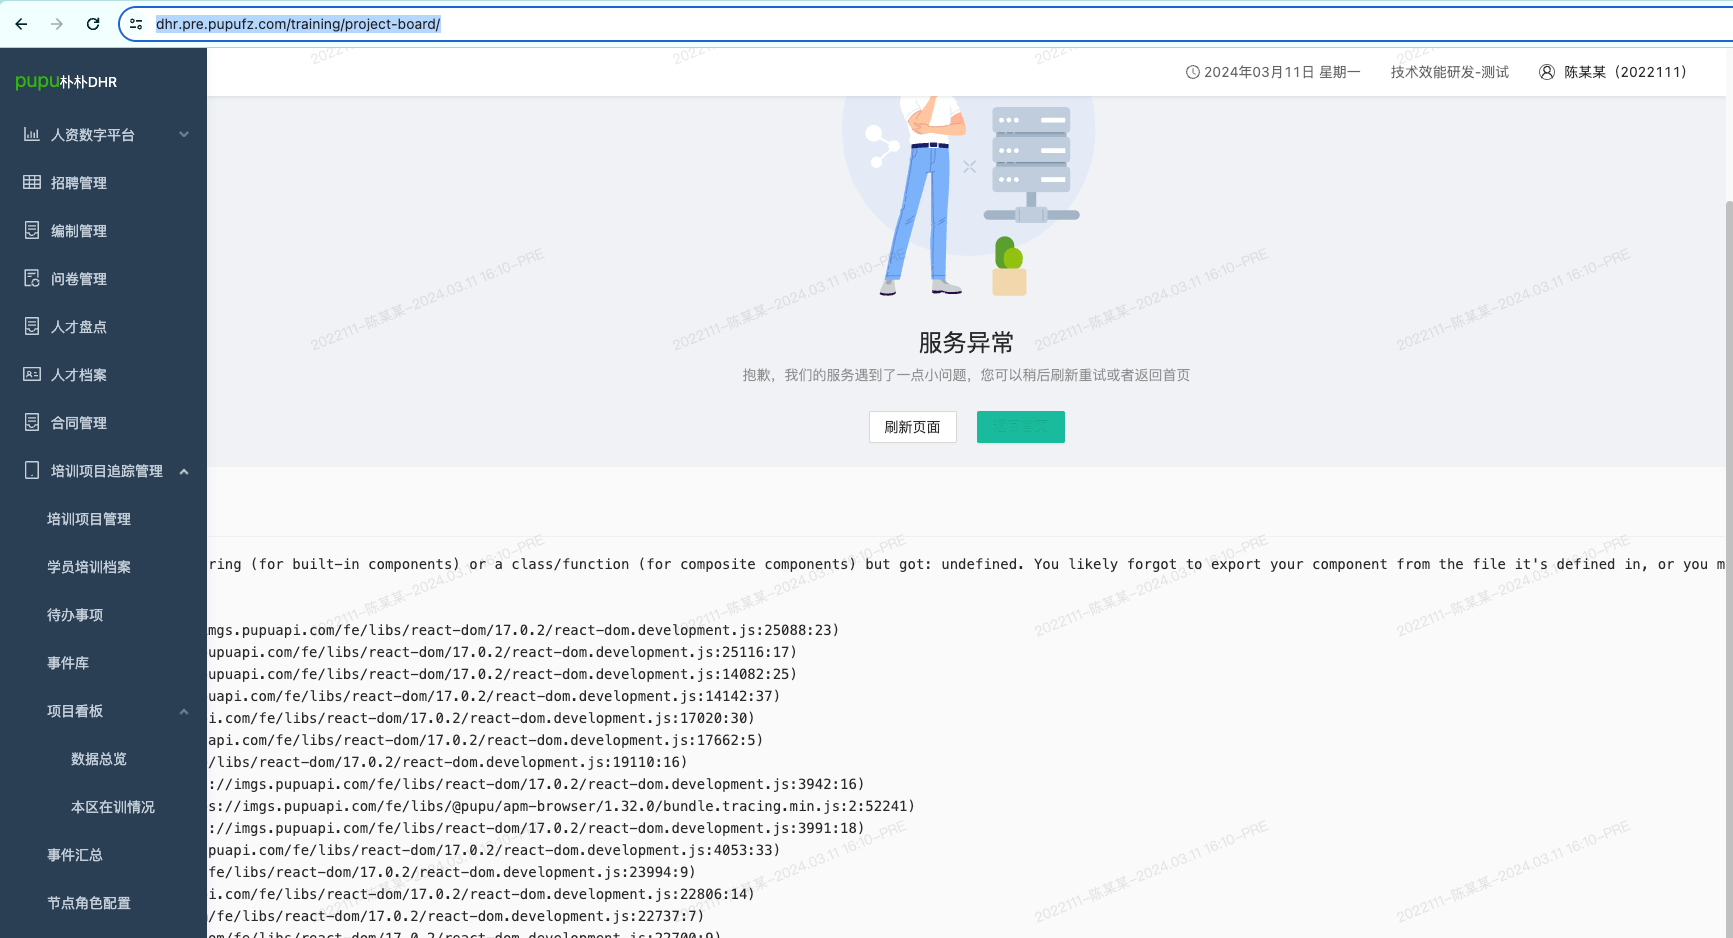 dhr.pre.pupufz.com/training/project-board/
pupu朴朴DHR
2024年03月11日 星期一
技术效能研发-测试
陈某某（2022111）
人资数字平台
招聘管理
编制管理
问卷管理
人才盘点
人才档案
合同管理
培训项目追踪管理
培训项目管理
学员培训档案
待办事项
事件库
项目看板
数据总览
本区在训情况
事件汇总
节点角色配置
服务异常
抱歉，我们的服务遇到了一点小问题，您可以稍后刷新重试或者返回首页
刷新页面
返回首页
ring (for built-in components) or a class/function (for composite components) but got: undefined. You likely forgot to export your component from the file it's defined in, or you m
mgs.pupuapi.com/fe/libs/react-dom/17.0.2/react-dom.development.js:25088:23)
upuapi.com/fe/libs/react-dom/17.0.2/react-dom.development.js:25116:17)
upuapi.com/fe/libs/react-dom/17.0.2/react-dom.development.js:14082:25)
uapi.com/fe/libs/react-dom/17.0.2/react-dom.development.js:14142:37)
i.com/fe/libs/react-dom/17.0.2/react-dom.development.js:17020:30)
api.com/fe/libs/react-dom/17.0.2/react-dom.development.js:17662:5)
/libs/react-dom/17.0.2/react-dom.development.js:19110:16)
://imgs.pupuapi.com/fe/libs/react-dom/17.0.2/react-dom.development.js:3942:16)
s://imgs.pupuapi.com/fe/libs/@pupu/apm-browser/1.32.0/bundle.tracing.min.js:2:52241)
://imgs.pupuapi.com/fe/libs/react-dom/17.0.2/react-dom.development.js:3991:18)
puapi.com/fe/libs/react-dom/17.0.2/react-dom.development.js:4053:33)
fe/libs/react-dom/17.0.2/react-dom.development.js:23994:9)
i.com/fe/libs/react-dom/17.0.2/react-dom.development.js:22806:14)
/fe/libs/react-dom/17.0.2/react-dom.development.js:22737:7)
om/fe/libs/react-dom/17.0.2/react-dom.development.js:22700:9)
2022111-陈某某-2024.03.11 16:10-PRE